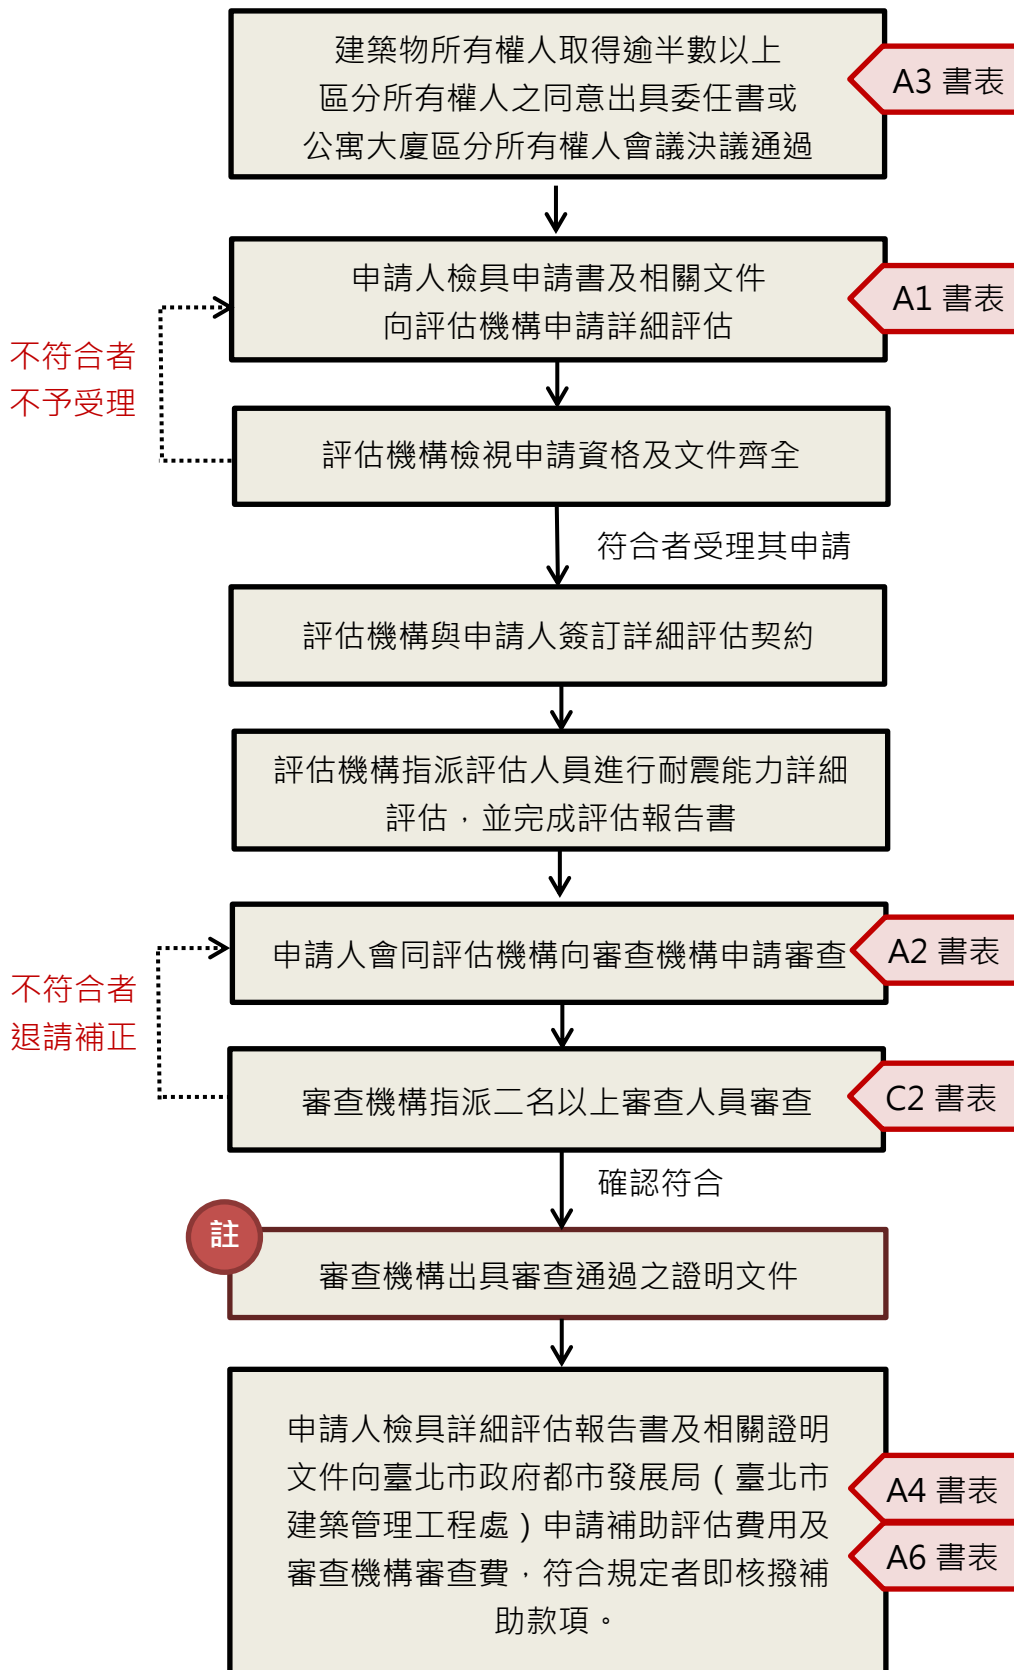 建築物所有權人取得逾半數以上
區分所有權人之同意出具委任書或
公寓大廈區分所有權人會議決議通過
A3 書表
申請人檢具申請書及相關文件
向評估機構申請詳細評估
A1 書表
不符合者
不予受理
評估機構檢視申請資格及文件齊全
符合者受理其申請
評估機構與申請人簽訂詳細評估契約
評估機構指派評估人員進行耐震能力詳細
評估，並完成評估報告書
申請人會同評估機構向審查機構申請審查
A2 書表
不符合者
退請補正
審查機構指派二名以上審查人員審查
C2 書表
確認符合
註
審查機構出具審查通過之證明文件
申請人檢具詳細評估報告書及相關證明
文件向臺北市政府都市發展局（臺北市
建築管理工程處）申請補助評估費用及
審查機構審查費，符合規定者即核撥補
助款項。
A4 書表
A6 書表